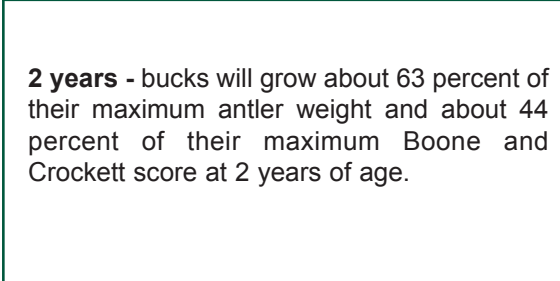 2 years - bucks will grow about 63 percent of
their maximum antler weight and about 44
percent of their maximum Boone and
Crockett score at 2 years of age.